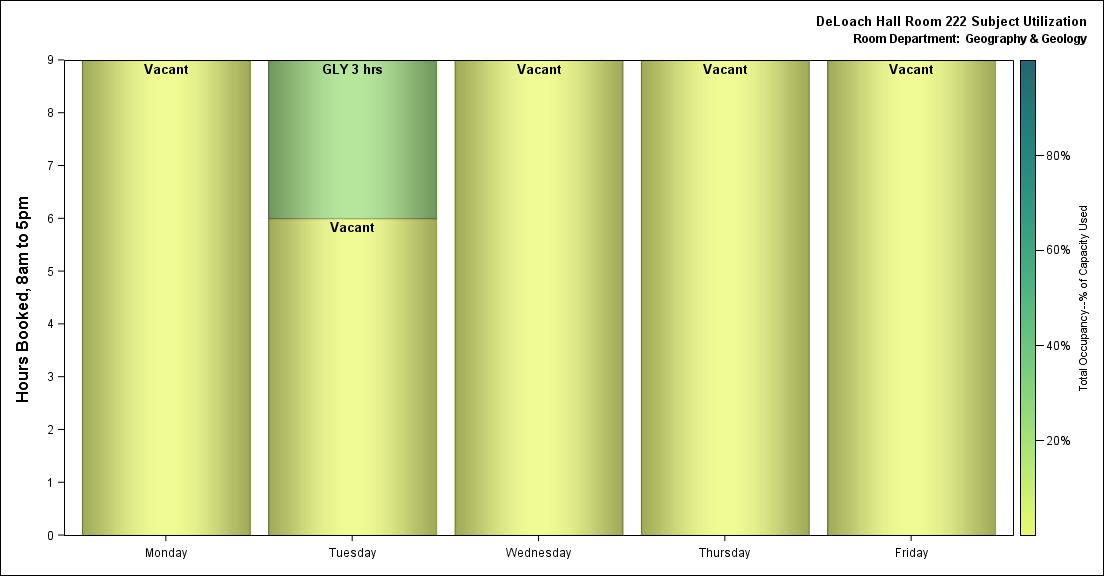 DeLoach Hall Room 222 Subject Utilization
Room Department:  Geography & Geology
Hours Booked, 8am to 5pm
9
8
7
6
5
4
3
2
1
0
Vacant
GLY 3 hrs
Vacant
Vacant
Vacant
Vacant
Monday
Tuesday
Wednesday
Thursday
Friday
80%
60%
40%
20%
Total Occupancy--% of Capacity Used